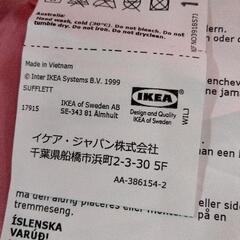 Australie:
Hand wash, cold (30°C). Do not bleach. Do not
tumble dry. Do not iron. Do not dryclean.
Made in Vietnam
© Inter IKEA Systems B.V. 1999
SUFFLETT
17915
IKEA of Sweden AB
SE-343 81 Älmhult
IKEA
Design and Quality
IKEA of Sweden
イケア・ジャパン株式会社
千葉県船橋市浜町2-3-30 5F
AA-386154-2
tremmeseng.
ÍSLENSKA
VARÚÐ!